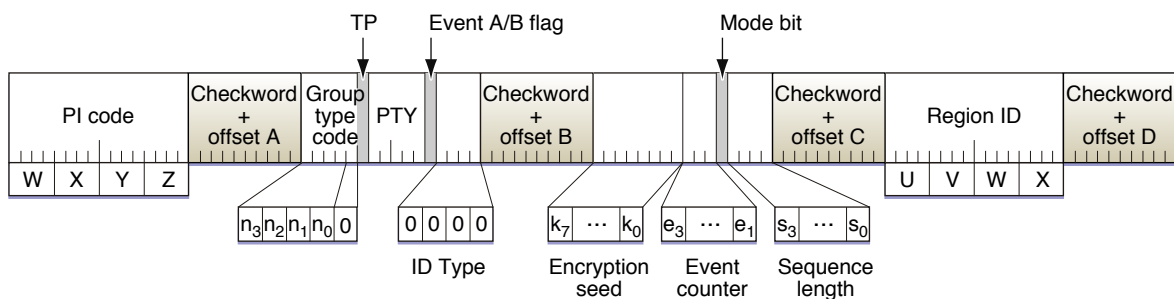 TP
Event A/B flag
Mode bit
PI code
Checkword
+
offset A
Group
type
code
PTY
Checkword
+
offset B
Checkword
+
offset C
Region ID
Checkword
+
offset D
W X Y Z
U V W X
n3 n2 n1 n0 0
0 0 0 0
k7 ... k0
e3 ... e1
s3 ... s0
ID Type
Encryption
seed
Event
counter
Sequence
length